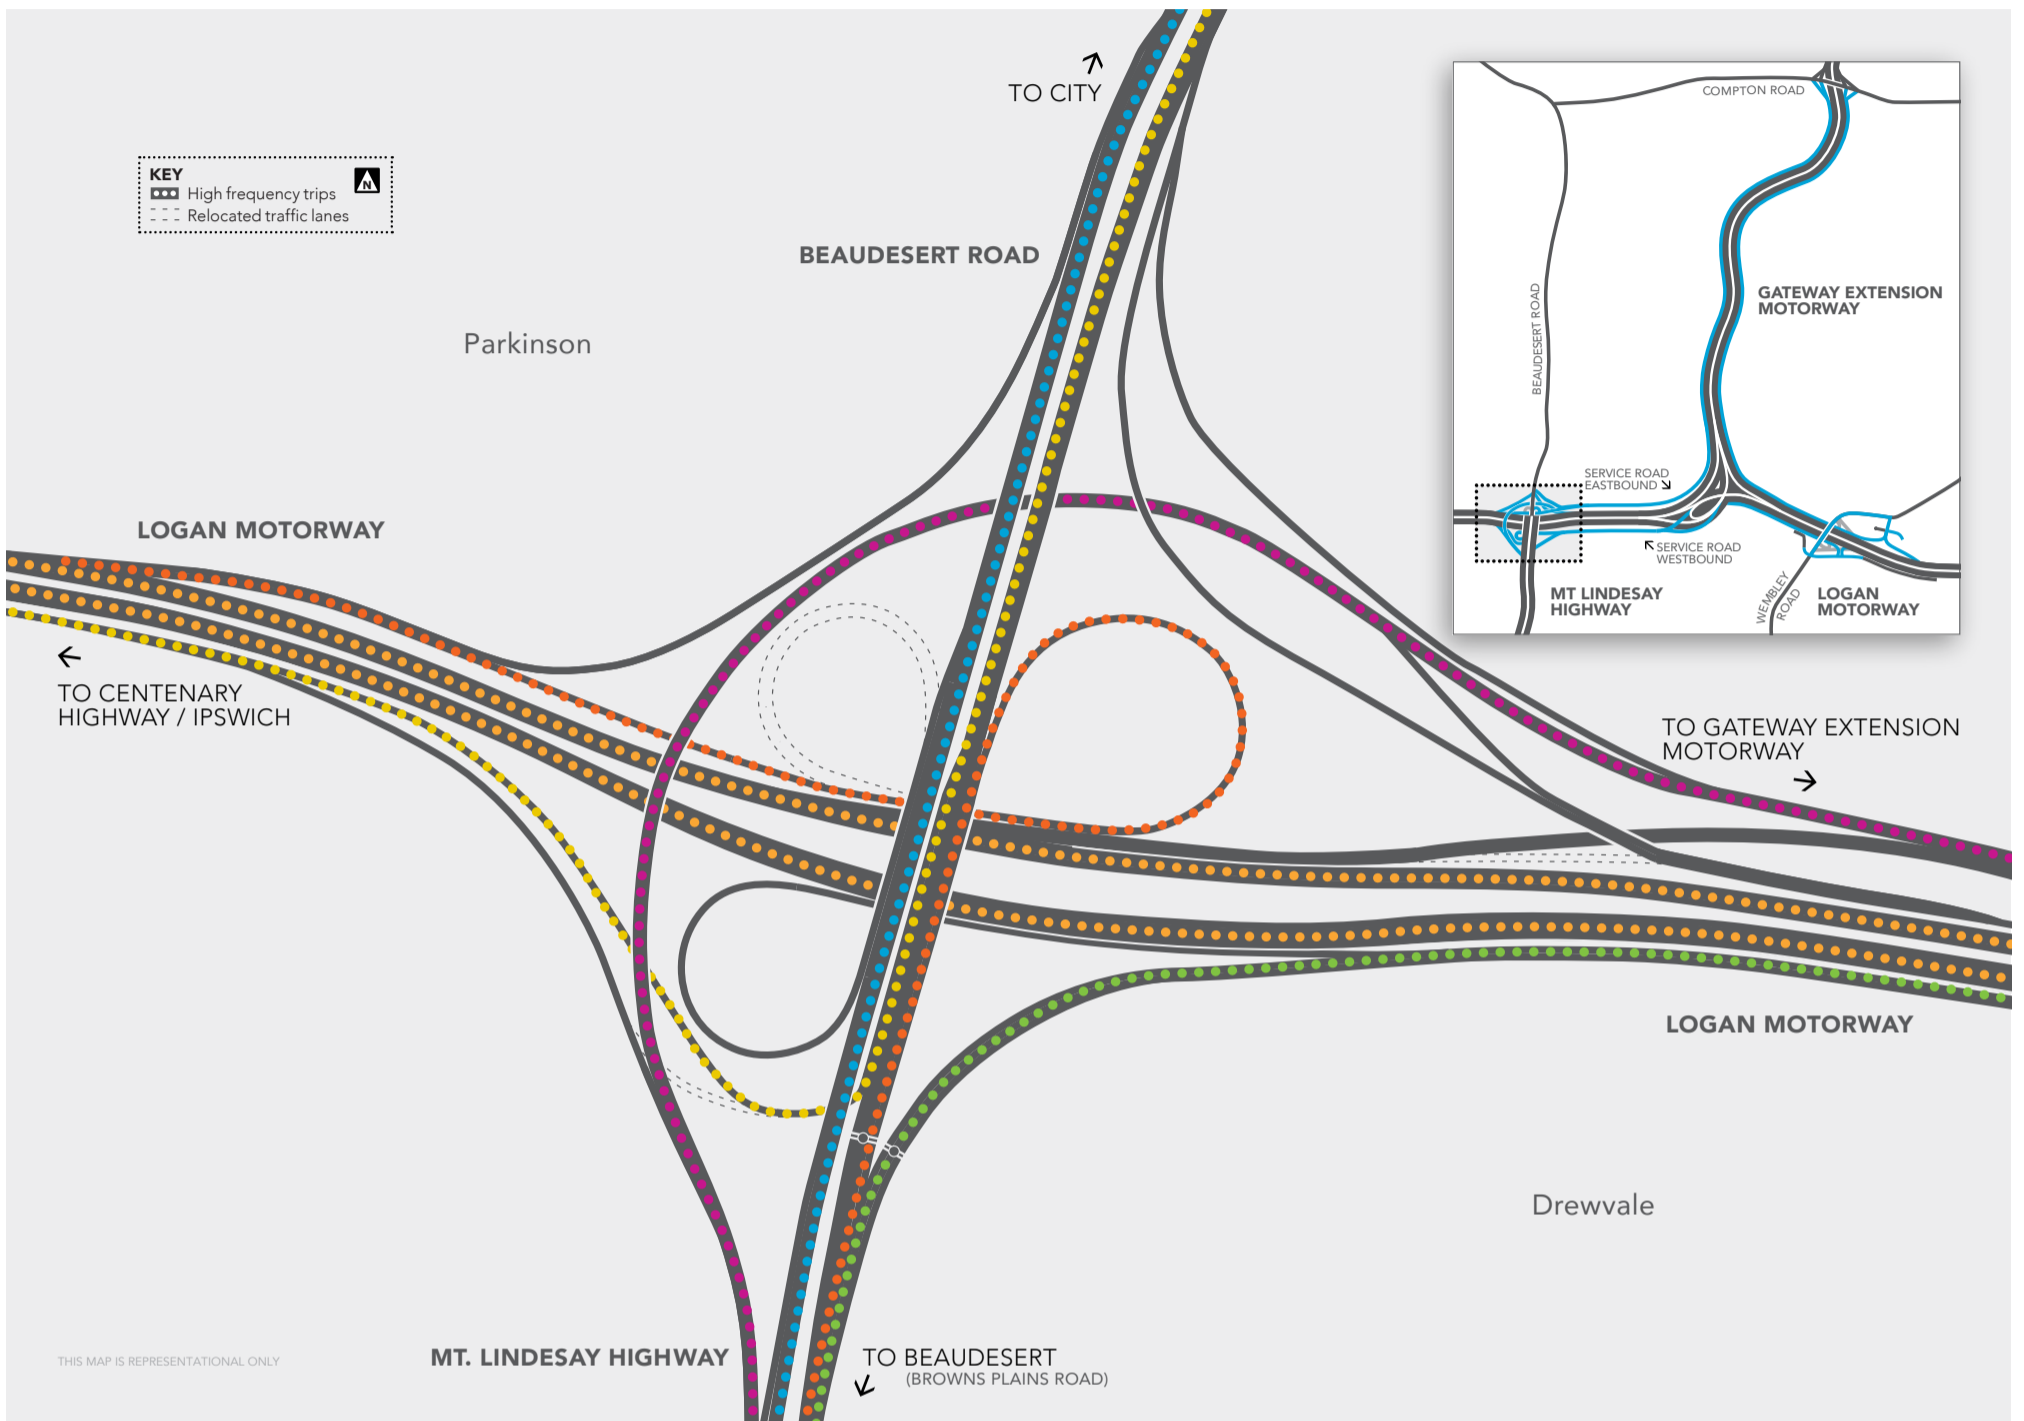 TO CITY
KEY
N
High frequency trips
Relocated traffic lanes
BEAUDESERT ROAD
Parkinson
LOGAN MOTORWAY
TO CENTENARY
HIGHWAY / IPSWICH
COMPTON ROAD
GATEWAY EXTENSION
MOTORWAY
BEAUDESERT ROAD
SERVICE ROAD
EASTBOUND
SERVICE ROAD
WESTBOUND
MT LINDESAY
HIGHWAY
WEMBLEY
ROAD
LOGAN
MOTORWAY
TO GATEWAY EXTENSION
MOTORWAY
LOGAN MOTORWAY
Drewvale
THIS MAP IS REPRESENTATIONAL ONLY
MT. LINDESAY HIGHWAY
TO BEAUDESERT
(BROWNS PLAINS ROAD)